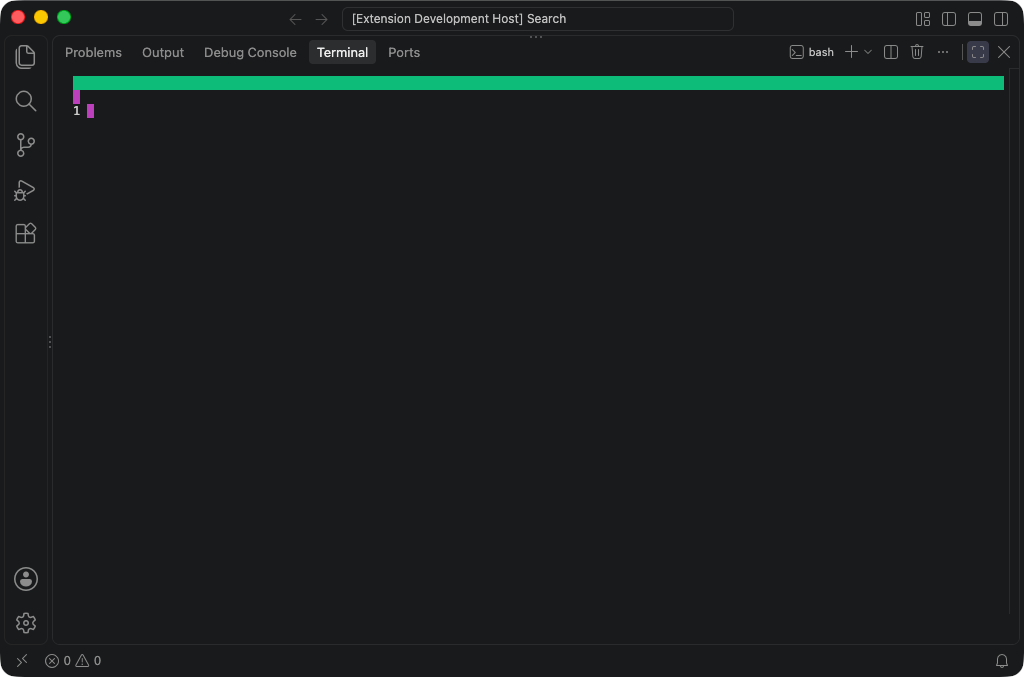 [Extension Development Host] Search
Problems Output Debug Console Terminal Ports bash
1
0 0